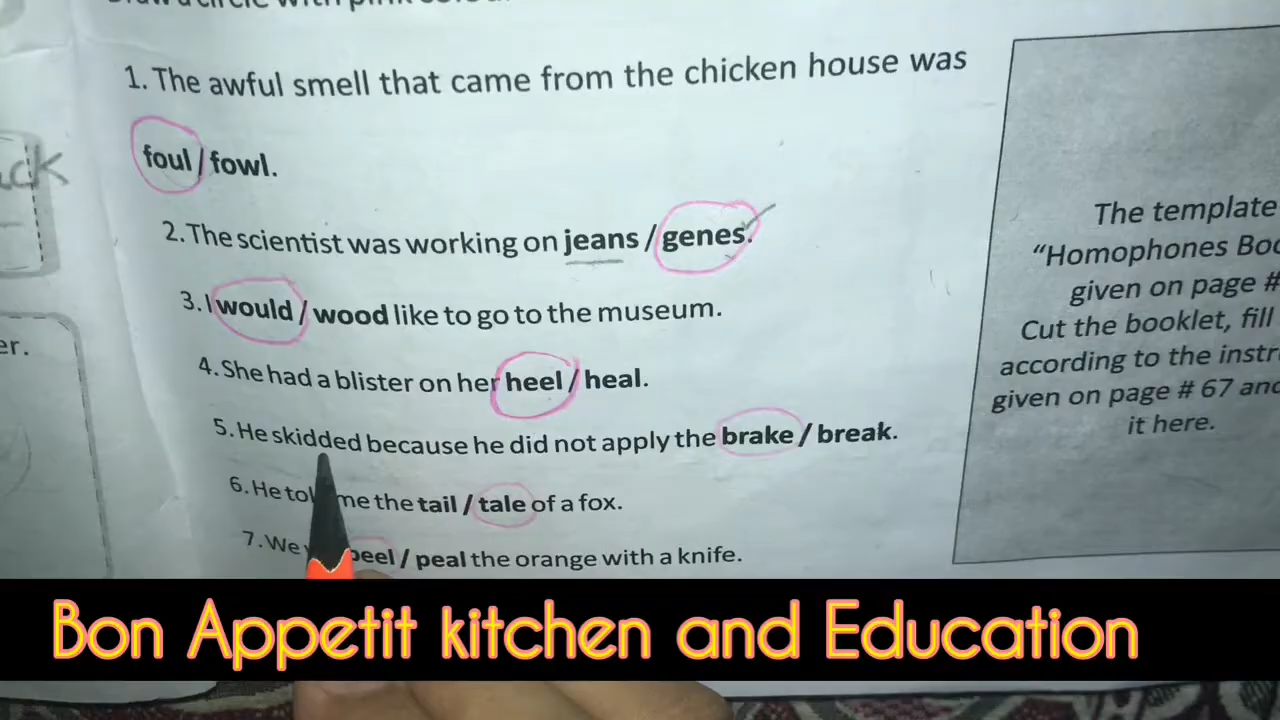 1. The awful smell that came from the chicken house was
foul / fowl.
2. The scientist was working on jeans / genes.
3. I would / wood like to go to the museum.
4. She had a blister on her heel / heal.
5. He skidded because he did not apply the brake / break.
6. He me the tail / tale of a fox.
7. We peel / peal the orange with a knife.
The template
“Homophones
given on page #
Cut the booklet, fill
according to the
given on page # 67 and
it here.
Bon Appetit kitchen and Education